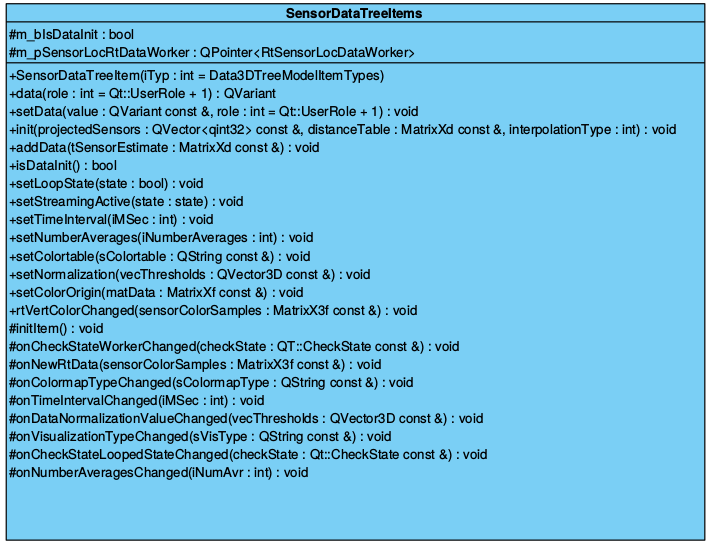 SensorDataTreeItems
#m_bIsDataInit : bool
#m_pSensorLocRtDataWorker : QPointer<RtSensorLocDataWorker>
+SensorDataTreeItem(iTyp : int = Data3DTreeModelItemTypes)
+data(role : int = Qt::UserRole + 1) : QVariant
+setData(value : QVariant const &, role : int = Qt::UserRole + 1) : void
+init(projectedSensors : QVector<qint32> const &, distanceTable : MatrixXd const &, interpolationType : int) : void
+addData(tSensorEstimate : MatrixXd const &) : void
+isDataInit() : bool
+setLoopState(state : bool) : void
+setStreamingActive(state : state) : void
+setTimeInterval(iMSec : int) : void
+setNumberAverages(iNumberAverages : int) : void
+setColortable(sColortable : QString const &) : void
+setNormalization(vecThresholds : QVector3D const &) : void
+setColorOrigin(matData : MatrixXf const &) : void
+rtVertColorChanged(sensorColorSamples : MatrixX3f const &) : void
#initItem() : void
#onCheckStateWorkerChanged(checkState : QT::CheckState const &) : void
#onNewRtData(sensorColorSamples : MatrixX3f const &) : void
#onColormapTypeChanged(sColormapType : QString const &) : void
#onTimeIntervalChanged(iMSec : int) : void
#onDataNormalizationValueChanged(vecThresholds : QVector3D const &) : void
#onVisualizationTypeChanged(sVisType : QString const &) : void
#onCheckStateLoopedStateChanged(checkState : Qt::CheckState const &) : void
#onNumberAveragesChanged(iNumAvr : int) : void